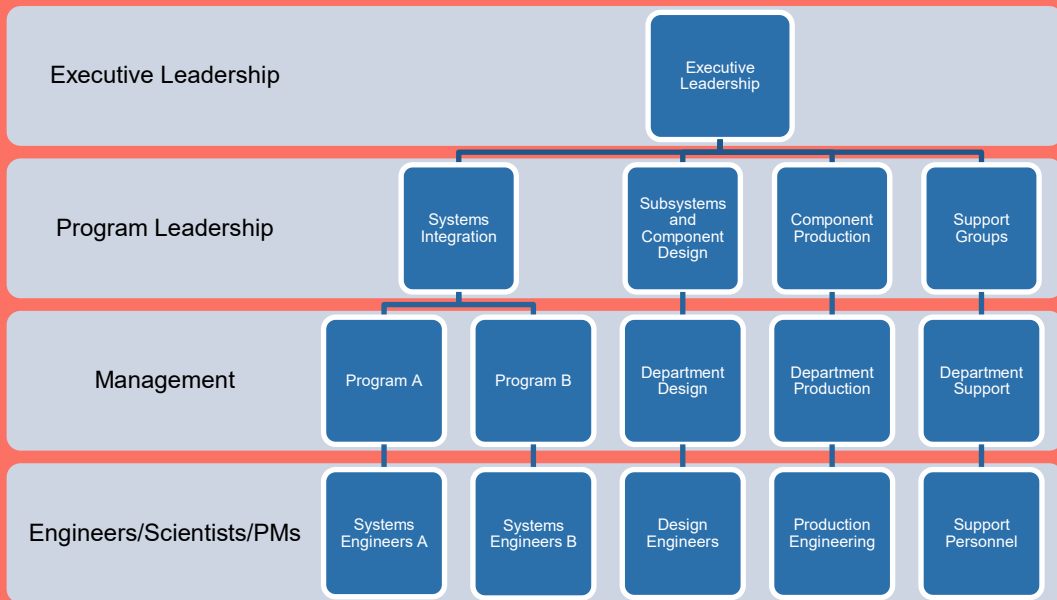 Executive Leadership
Executive
Leadership
Program Leadership
Systems
Integration
Subsystems
and
Component
Design
Component
Production
Support
Groups
Management
Program A
Program B
Department
Design
Department
Production
Department
Support
Engineers/Scientists/PMs
Systems
Engineers A
Systems
Engineers B
Design
Engineers
Production
Engineering
Support
Personnel